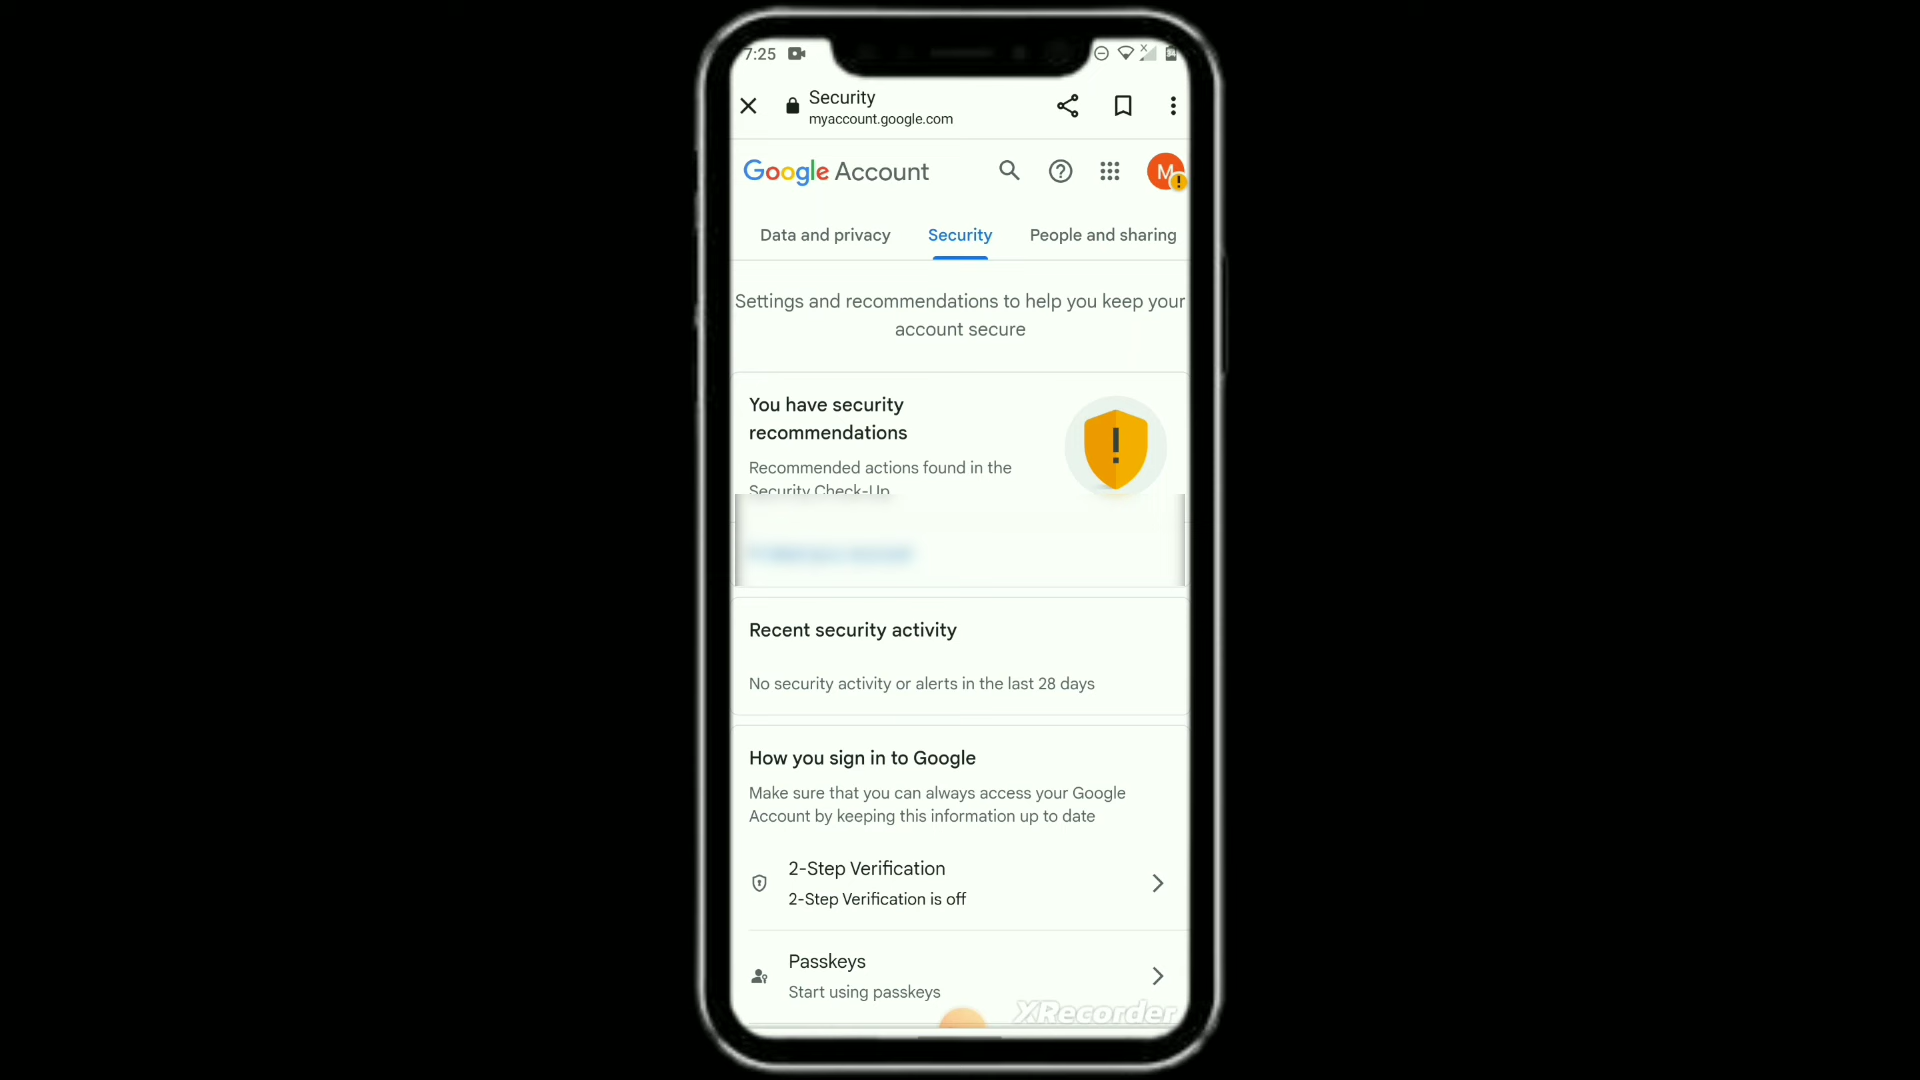 7:25
Security
myaccount.google.com
Google Account
M
Data and privacy
Security
People and sharing
Settings and recommendations to help you keep your
account secure
You have security
recommendations
Recommended actions found in the
Security Check-Up
Recent security activity
No security activity or alerts in the last 28 days
How you sign in to Google
Make sure that you can always access your Google
Account by keeping this information up to date
2-Step Verification
2-Step Verification is off
Passkeys
Start using passkeys
XRecorder